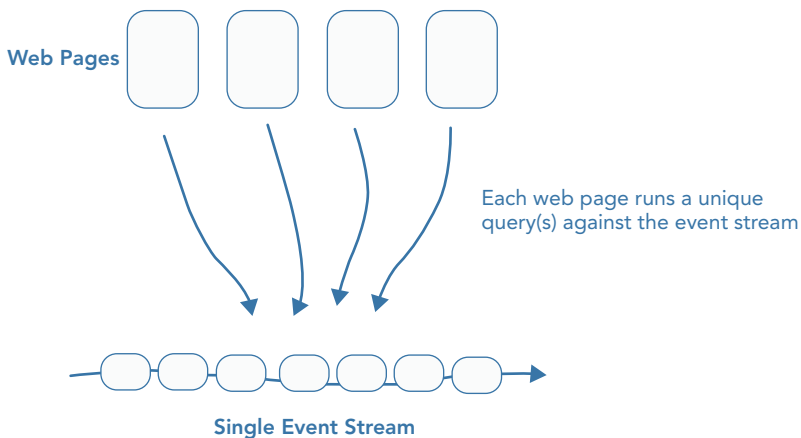 Web Pages
Each web page runs a unique
query(s) against the event stream
Single Event Stream